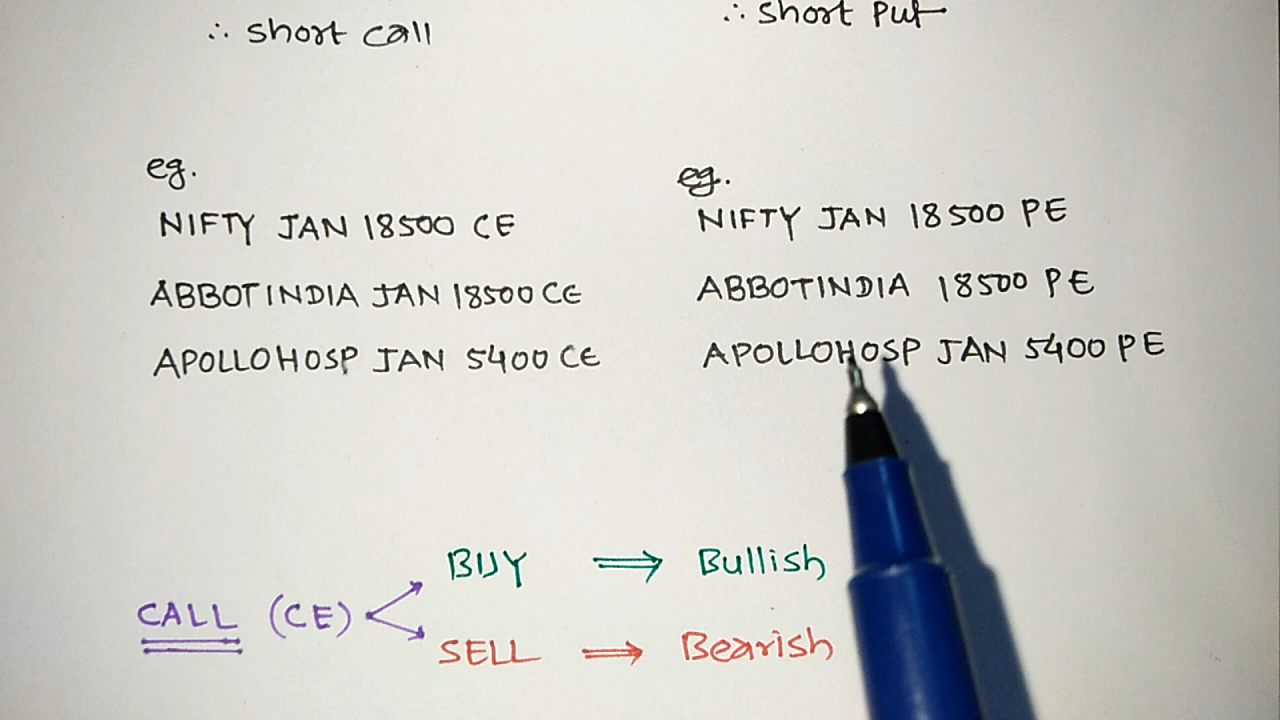 ∴ short call
∴ short Put
eg.
NIFTY JAN 18500 CE
ABBOTINDIA JAN 18500 CE
APOLLOHOSP JAN 5400 CE
eg.
NIFTY JAN 18500 PE
ABBOTINDIA 18500 PE
APOLLOHOSP JAN 5400 PE
CALL (CE)
BUY ⟹ Bullish
SELL ⟹ Bearish